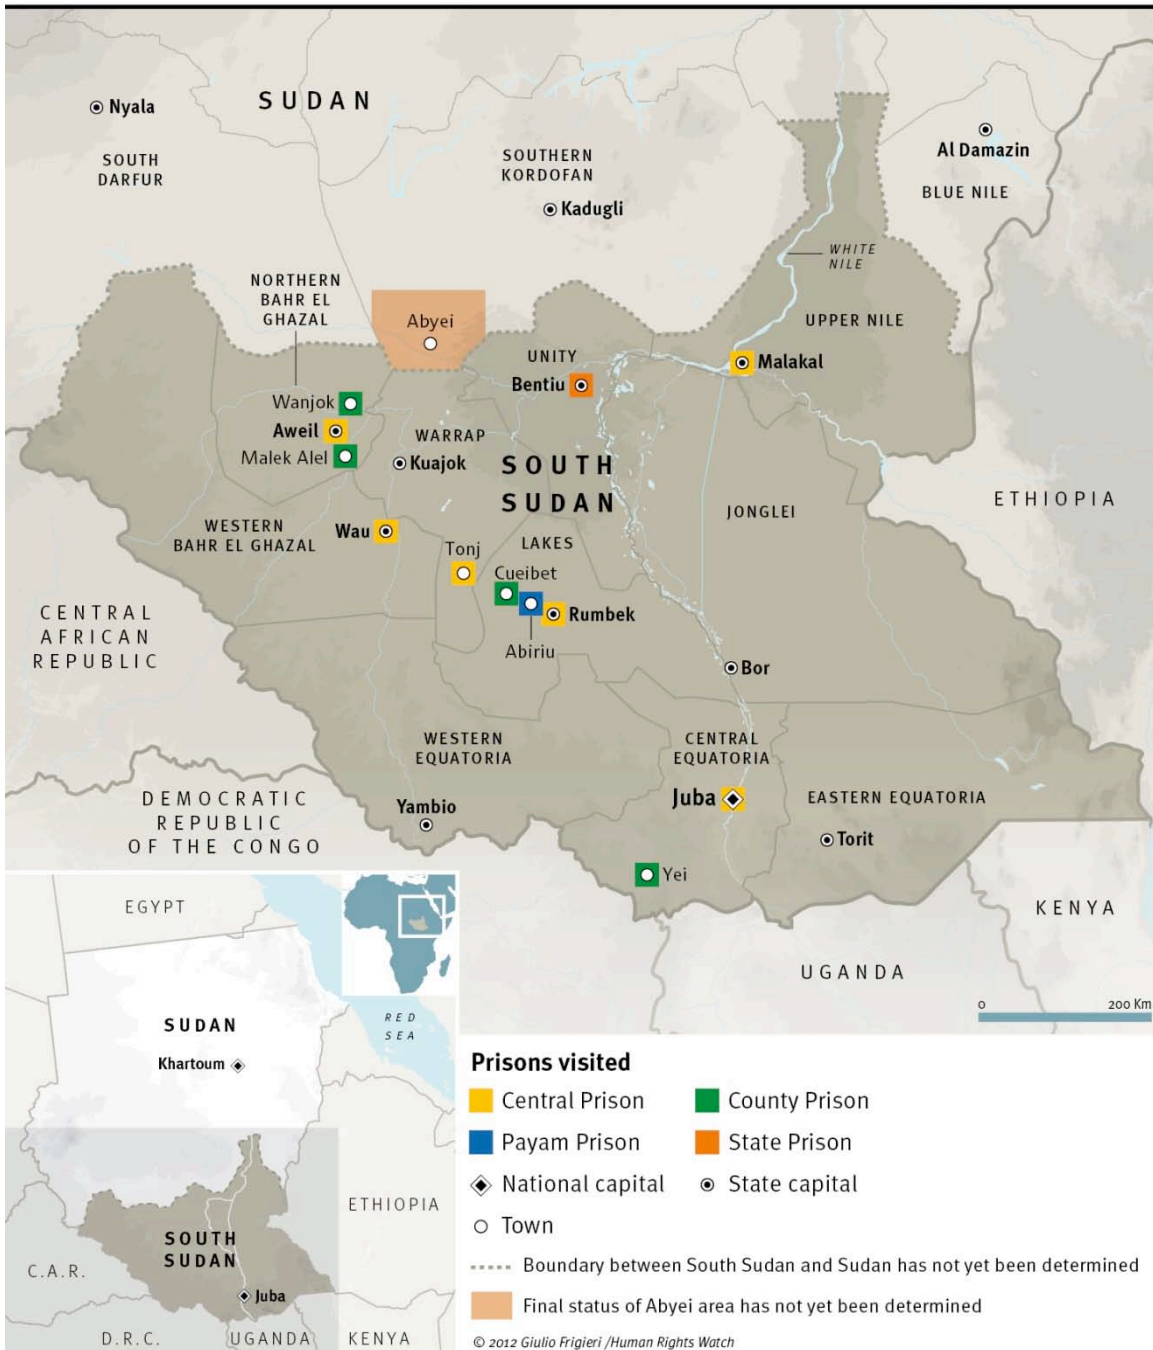 SUDAN
Nyala
SOUTH
DARFUR
SOUTHERN
KORDOFAN
Kadugli
Al Damazin
BLUE NILE
WHITE
NILE
NORTHERN
BAHR EL
GHAZAL
Abyei
UPPER NILE
UNITY
Bentiu
Malakal
Wanjok
Aweil
Malek Alel
WARRAP
Kuajok
SOUTH
SUDAN
ETHIOPIA
JONGLEI
WESTERN
BAHR EL GHAZAL
Wau
Tonj
LAKES
Cueibet
Rumbek
Abiriu
CENTRAL
AFRICAN
REPUBLIC
Bor
WESTERN
EQUATORIA
CENTRAL
EQUATORIA
Juba
EASTERN EQUATORIA
DEMOCRATIC
REPUBLIC
OF THE CONGO
Yambio
Torit
Yei
KENYA
UGANDA
0 200 Km
EGYPT
RED
SEA
SUDAN
Khartoum
ETHIOPIA
SOUTH
SUDAN
C.A.R.
Juba
D.R.C.
UGANDA
KENYA
Prisons visited
Central Prison
County Prison
Payam Prison
State Prison
National capital
State capital
Town
Boundary between South Sudan and Sudan has not yet been determined
Final status of Abyei area has not yet been determined
© 2012 Giulio Frigieri /Human Rights Watch